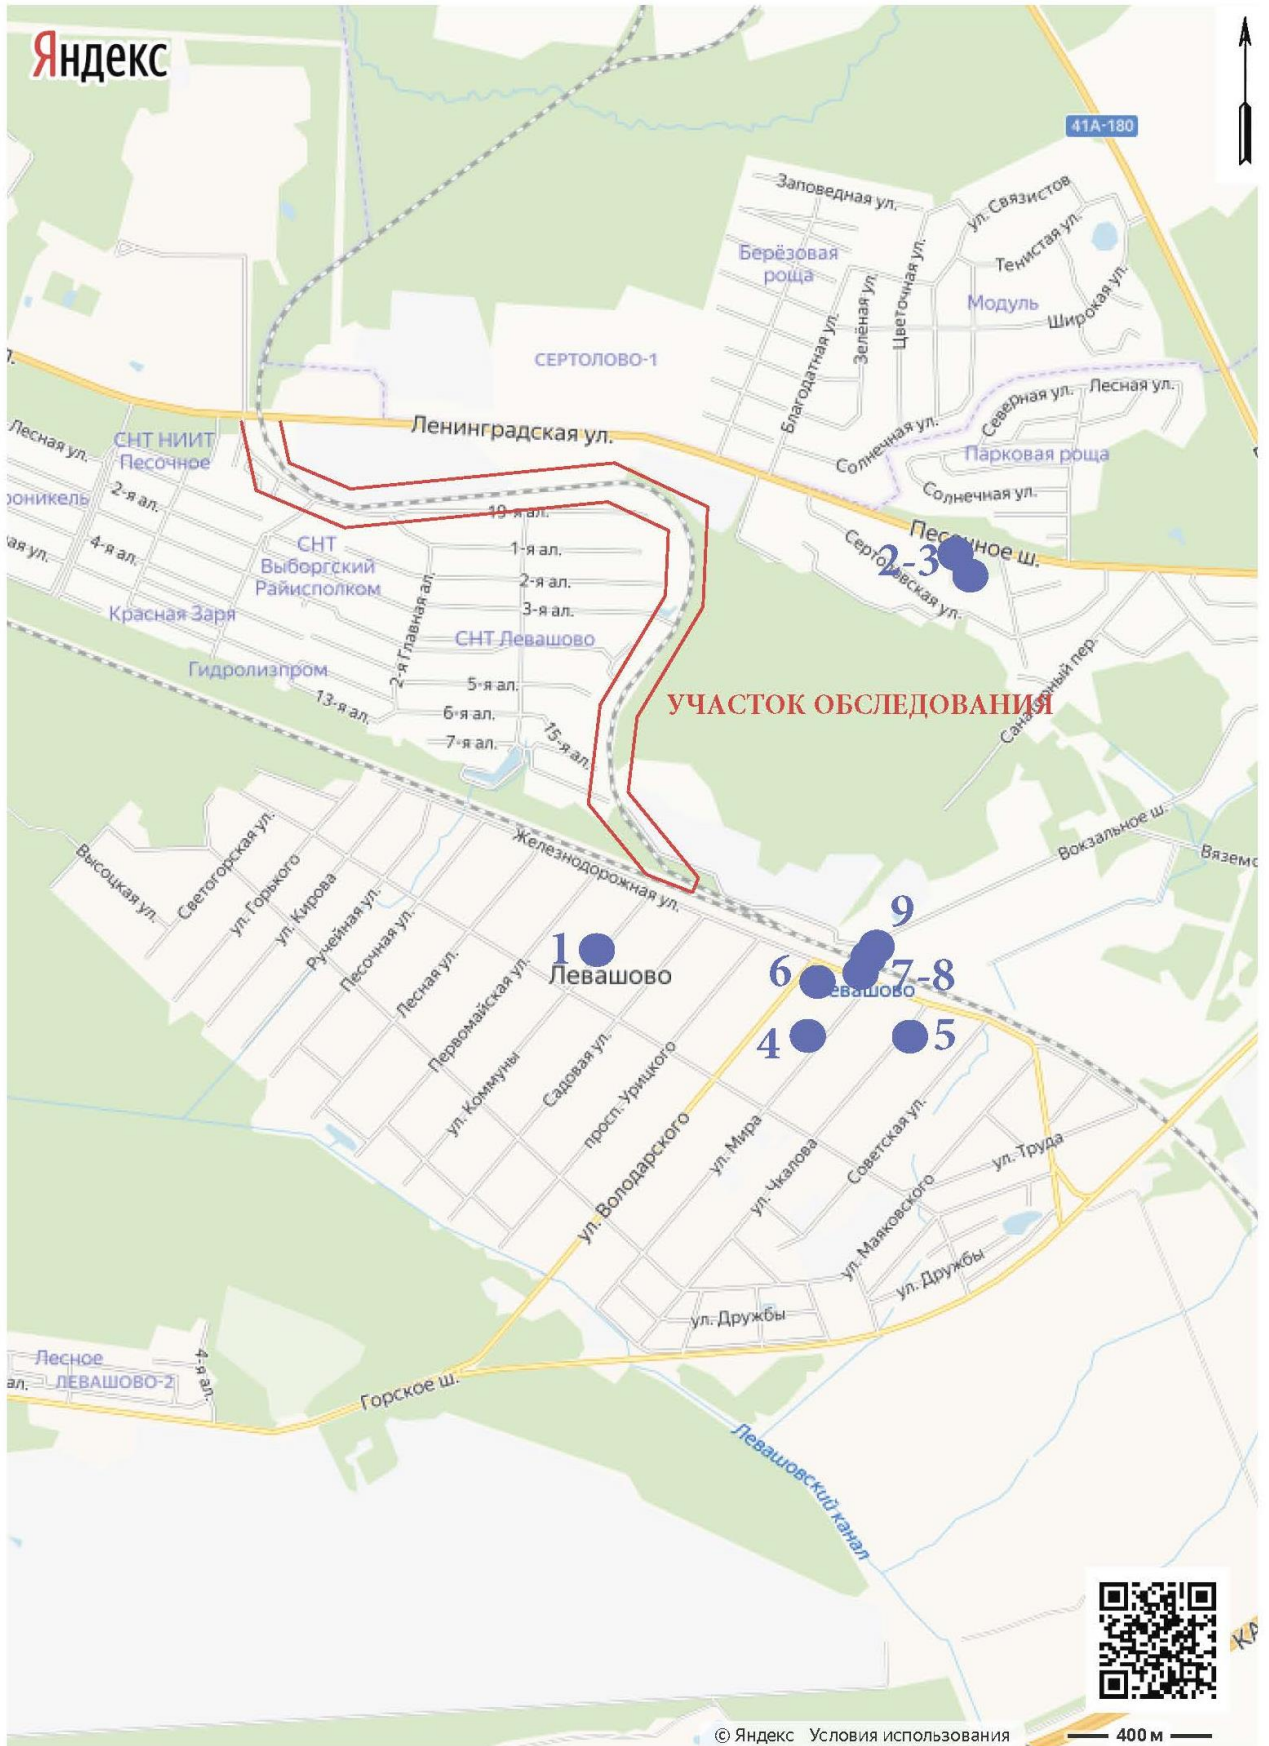 Яндекс
41А-180
Заповедная ул.
ул. Связистов
Берёзовая
роща
Тенистая ул.
Цветочная ул.
Зелёная ул.
Модуль
Широкая ул.
Благодатная ул.
СЕРТОЛОВО-1
Северная ул.
Лесная ул.
Ленинградская ул.
Солнечная ул.
Парковая роща
Солнечная ул.
Лесная ул.
СНТ НИИТ
Песочное
2-я ал.
4-я ал.
19-я ал.
СНТ
Выборгский
Райисполком
1-я ал.
2-я ал.
3-я ал.
Песочное ш.
2-3
Сертоловская ул.
Красная Заря
2-я Главная ал.
СНТ Левашово
Гидролизпром
13-я ал.
5-я ал.
6-я ал.
7-я ал.
15-я ал.
УЧАСТОК ОБСЛЕДОВАНИЯ
Санаторный пер.
Железнодорожная ул.
Вокзальное ш.
Высоцкая ул.
Светогорская ул.
ул. Горького
ул. Кирова
Ручейная ул.
Песочная ул.
Лесная ул.
Первомайская ул.
1
Левашово
9
6
7-8
4
5
ул. Коммуны
Садовая ул.
просп. Урицкого
ул. Володарского
ул. Мира
ул. Чкалова
Советская ул.
ул. Маяковского
ул. Труда
ул. Дружбы
ул. Дружбы
Лесное
ЛЕВАШОВО-2
4-я ал.
Горское ш.
Левашовский канал
© Яндекс Условия использования
400 м